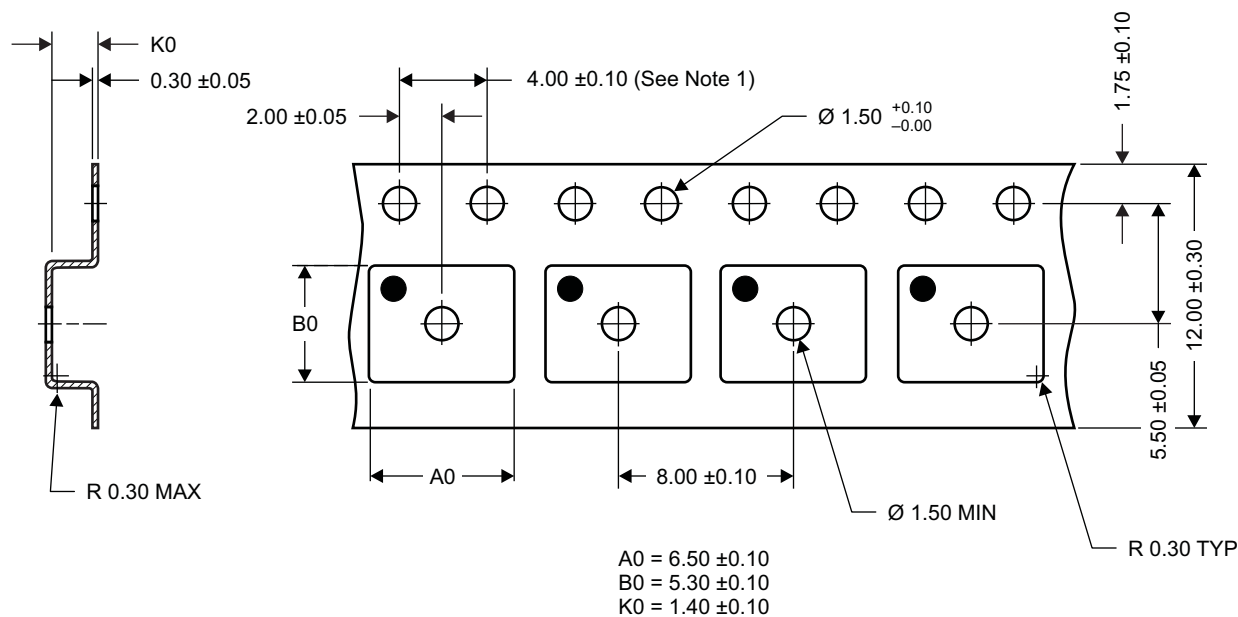 K0
0.30 ±0.05
4.00 ±0.10 (See Note 1)
2.00 ±0.05
Ø 1.50 +0.10 –0.00
1.75 ±0.10
B0
12.00 ±0.30
5.50 ±0.05
A0
8.00 ±0.10
R 0.30 MAX
Ø 1.50 MIN
R 0.30 TYP
A0 = 6.50 ±0.10
B0 = 5.30 ±0.10
K0 = 1.40 ±0.10